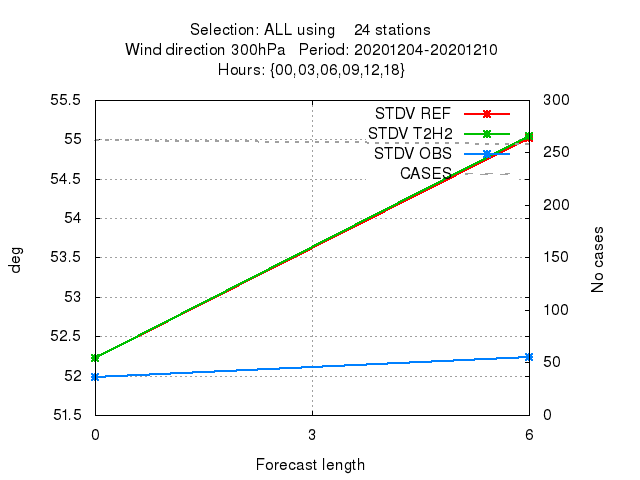 Selection: ALL using 24 stations
Wind direction 300hPa Period: 20201204-20201210
Hours: {00,03,06,09,12,18}
55.5
55
54.5
54
53.5
53
52.5
52
51.5
deg
STDV REF
STDV T2H2
STDV OBS
CASES
300
250
200
150
100
50
0
No cases
0 3 6
Forecast length